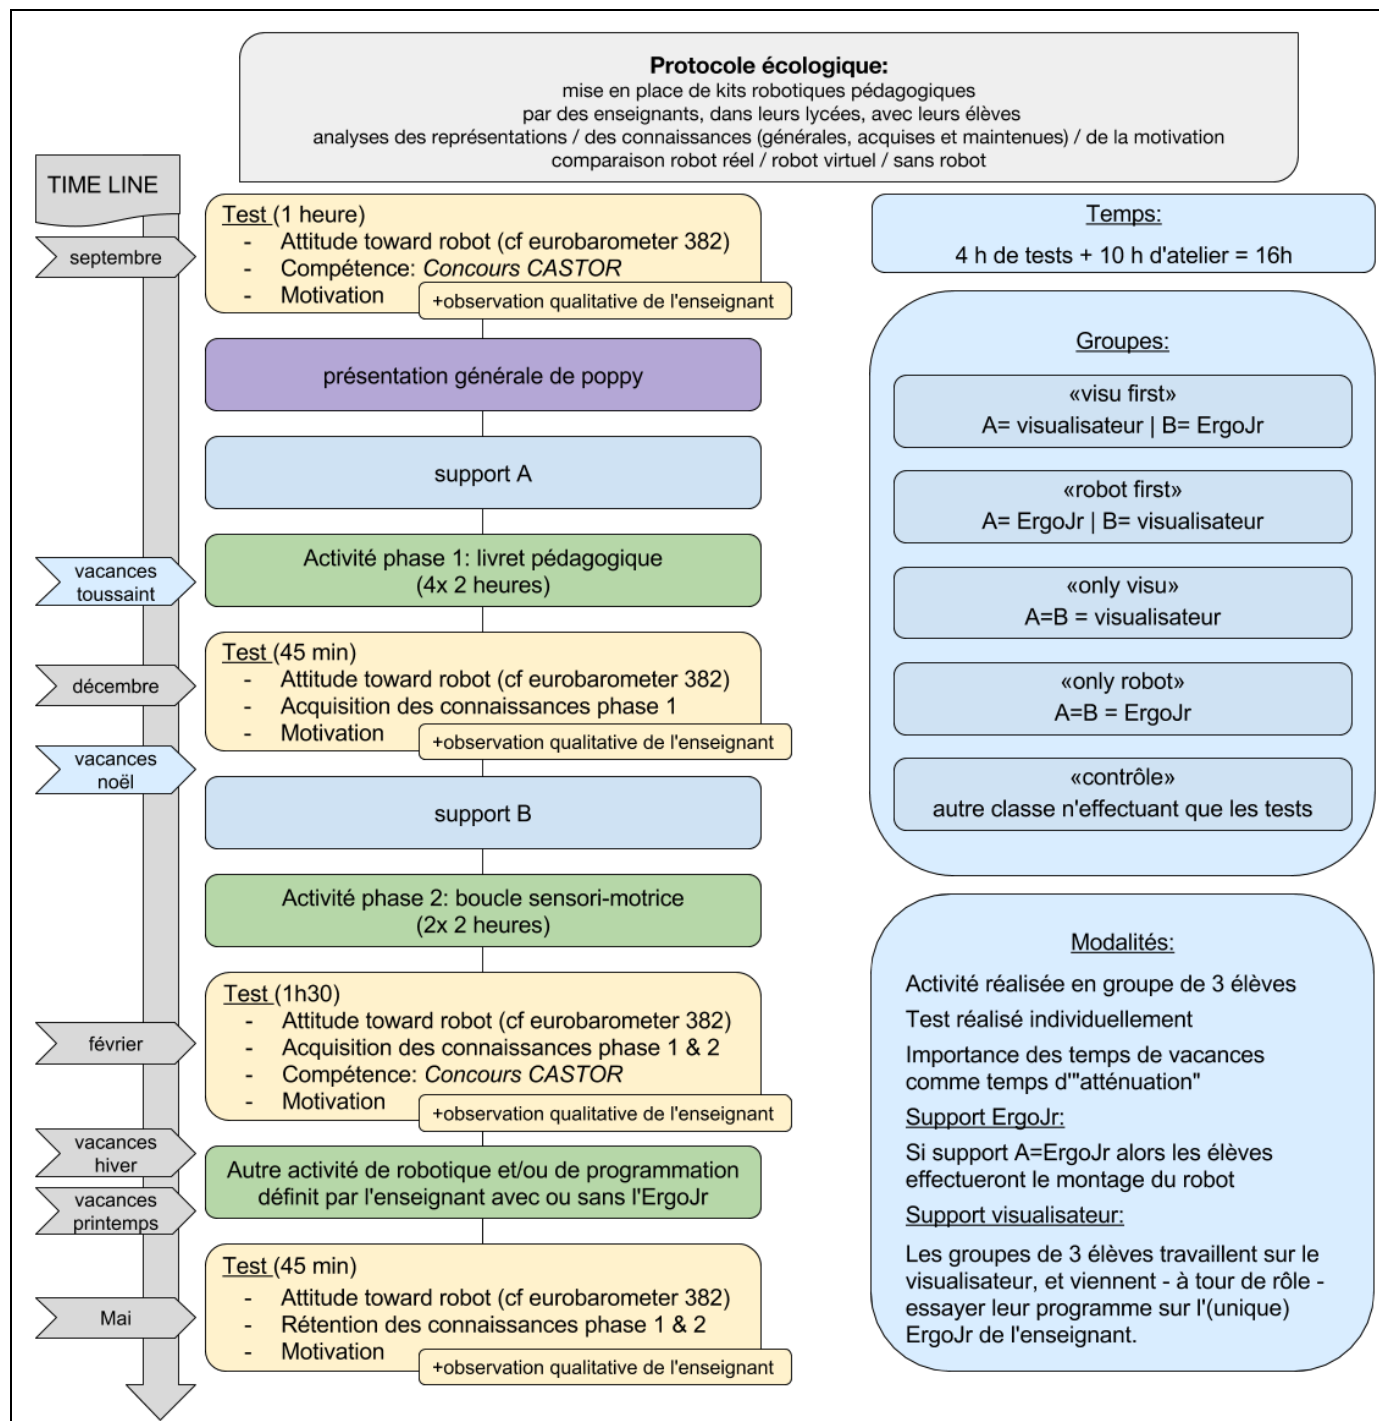 Protocole écologique:
mise en place de kits robotiques pédagogiques
par des enseignants, dans leurs lycées, avec leurs élèves
analyses des représentations / des connaissances (générales, acquises et maintenues) / de la motivation
comparaison robot réel / robot virtuel / sans robot
TIME LINE
septembre
vacances
toussaint
décembre
vacances
noël
février
vacances
hiver
vacances
printemps
Mai
Test (1 heure)
- Attitude toward robot (cf eurobarometer 382)
- Compétence: Concours CASTOR
- Motivation
+observation qualitative de l'enseignant
présentation générale de poppy
support A
Activité phase 1: livret pédagogique
(4x 2 heures)
Test (45 min)
- Attitude toward robot (cf eurobarometer 382)
- Acquisition des connaissances phase 1
- Motivation
+observation qualitative de l'enseignant
support B
Activité phase 2: boucle sensori-motrice
(2x 2 heures)
Test (1h30)
- Attitude toward robot (cf eurobarometer 382)
- Acquisition des connaissances phase 1 & 2
- Compétence: Concours CASTOR
- Motivation
+observation qualitative de l'enseignant
Autre activité de robotique et/ou de programmation
définit par l'enseignant avec ou sans l'ErgoJr
Test (45 min)
- Attitude toward robot (cf eurobarometer 382)
- Rétention des connaissances phase 1 & 2
- Motivation
+observation qualitative de l'enseignant
Temps:
4 h de tests + 10 h d'atelier = 16h
Groupes:
«visu first»
A= visualisateur | B= ErgoJr
«robot first»
A= ErgoJr | B= visualisateur
«only visu»
A=B = visualisateur
«only robot»
A=B = ErgoJr
«contrôle»
autre classe n'effectuant que les tests
Modalités:
Activité réalisée en groupe de 3 élèves
Test réalisé individuellement
Importance des temps de vacances
comme temps d'"atténuation"
Support ErgoJr:
Si support A=ErgoJr alors les élèves
effectueront le montage du robot
Support visualisateur:
Les groupes de 3 élèves travaillent sur le
visualisateur, et viennent - à tour de rôle -
essayer leur programme sur l'(unique)
ErgoJr de l'enseignant.